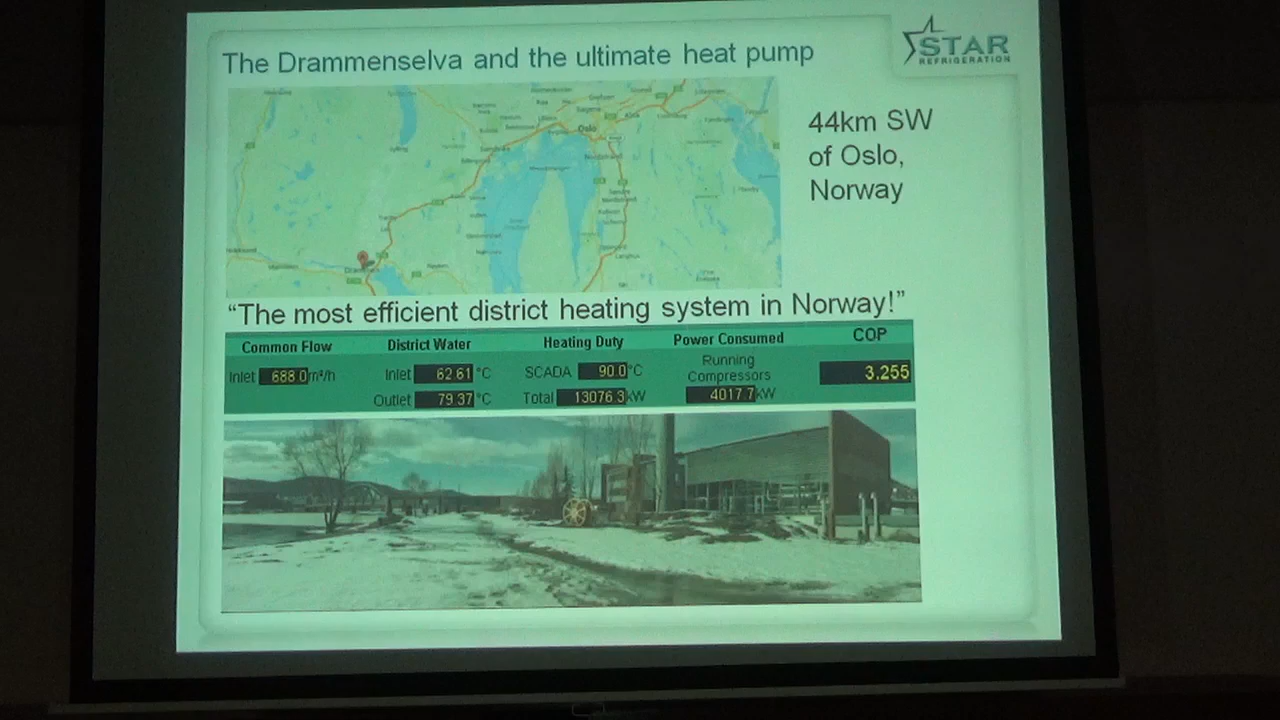 The Drammenselva and the ultimate heat pump
STAR
REFRIGERATION
Oslo
44km SW
of Oslo,
Norway
“The most efficient district heating system in Norway!”
Common Flow
Inlet 688.0 m³/h
District Water
Inlet 62.61 °C
Outlet 79.37 °C
Heating Duty
SCADA 90.0 °C
Total 13076.3 kW
Power Consumed
Running
Compressors
4017.7 kW
COP
3.255